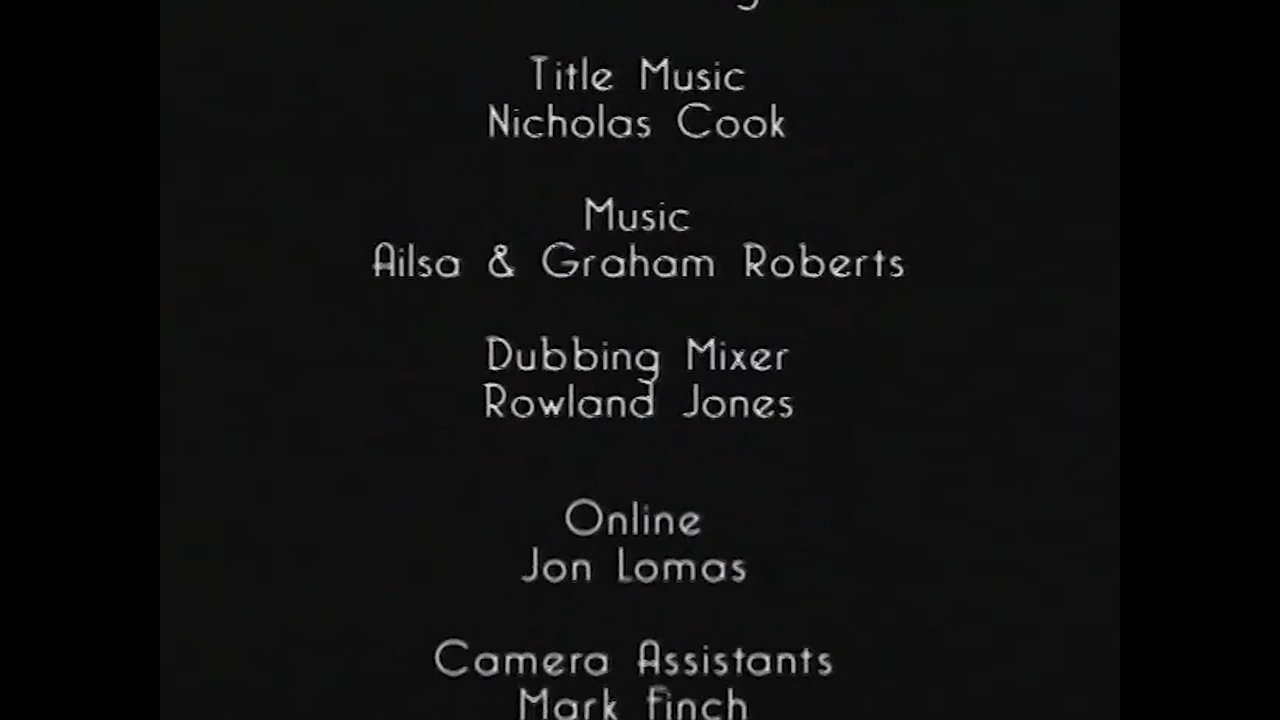 Title Music
Nicholas Cook
Music
Ailsa & Graham Roberts
Dubbing Mixer
Rowland Jones
Online
Jon Lomas
Camera Assistants
Mark Finch